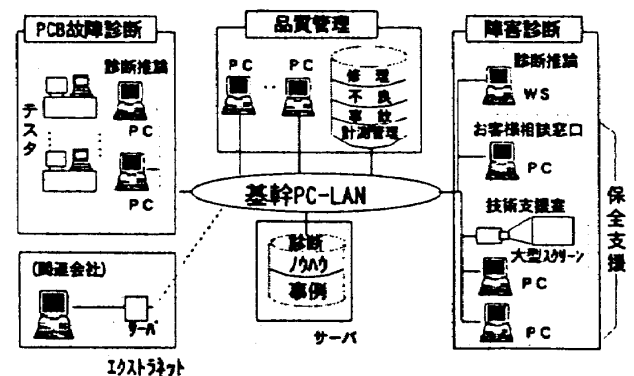 PCB故障診断
診断推論
テスタ
PC
PC
品質管理
PC
PC
修理
不良
事故
計測管理
障害診断
診断推論
WS
お客様相談窓口
PC
技術支援室
大型スクリーン
PC
PC
保全支援
基幹PC-LAN
診断
ノウハウ
事例
サーバ
(関連会社)
サーバ
エクストラネット